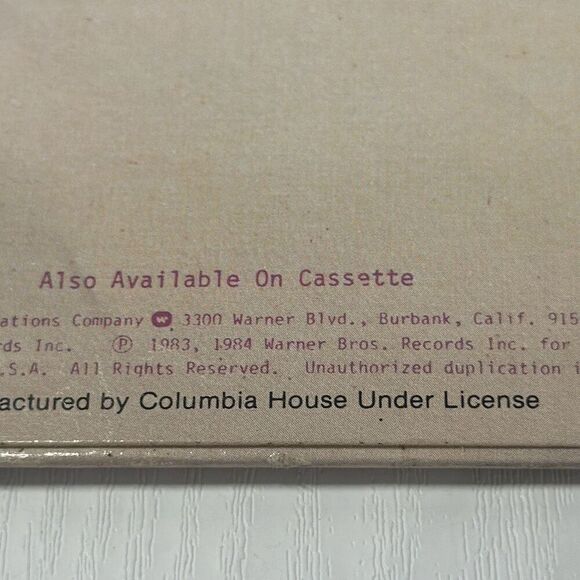 Also Available On Cassette
ations Company W 3300 Warner Blvd., Burbank, Calif. 915
ds Inc. ℗ 1983, 1984 Warner Bros. Records Inc. for
.S.A. All Rights Reserved. Unauthorized duplication i
actured by Columbia House Under License